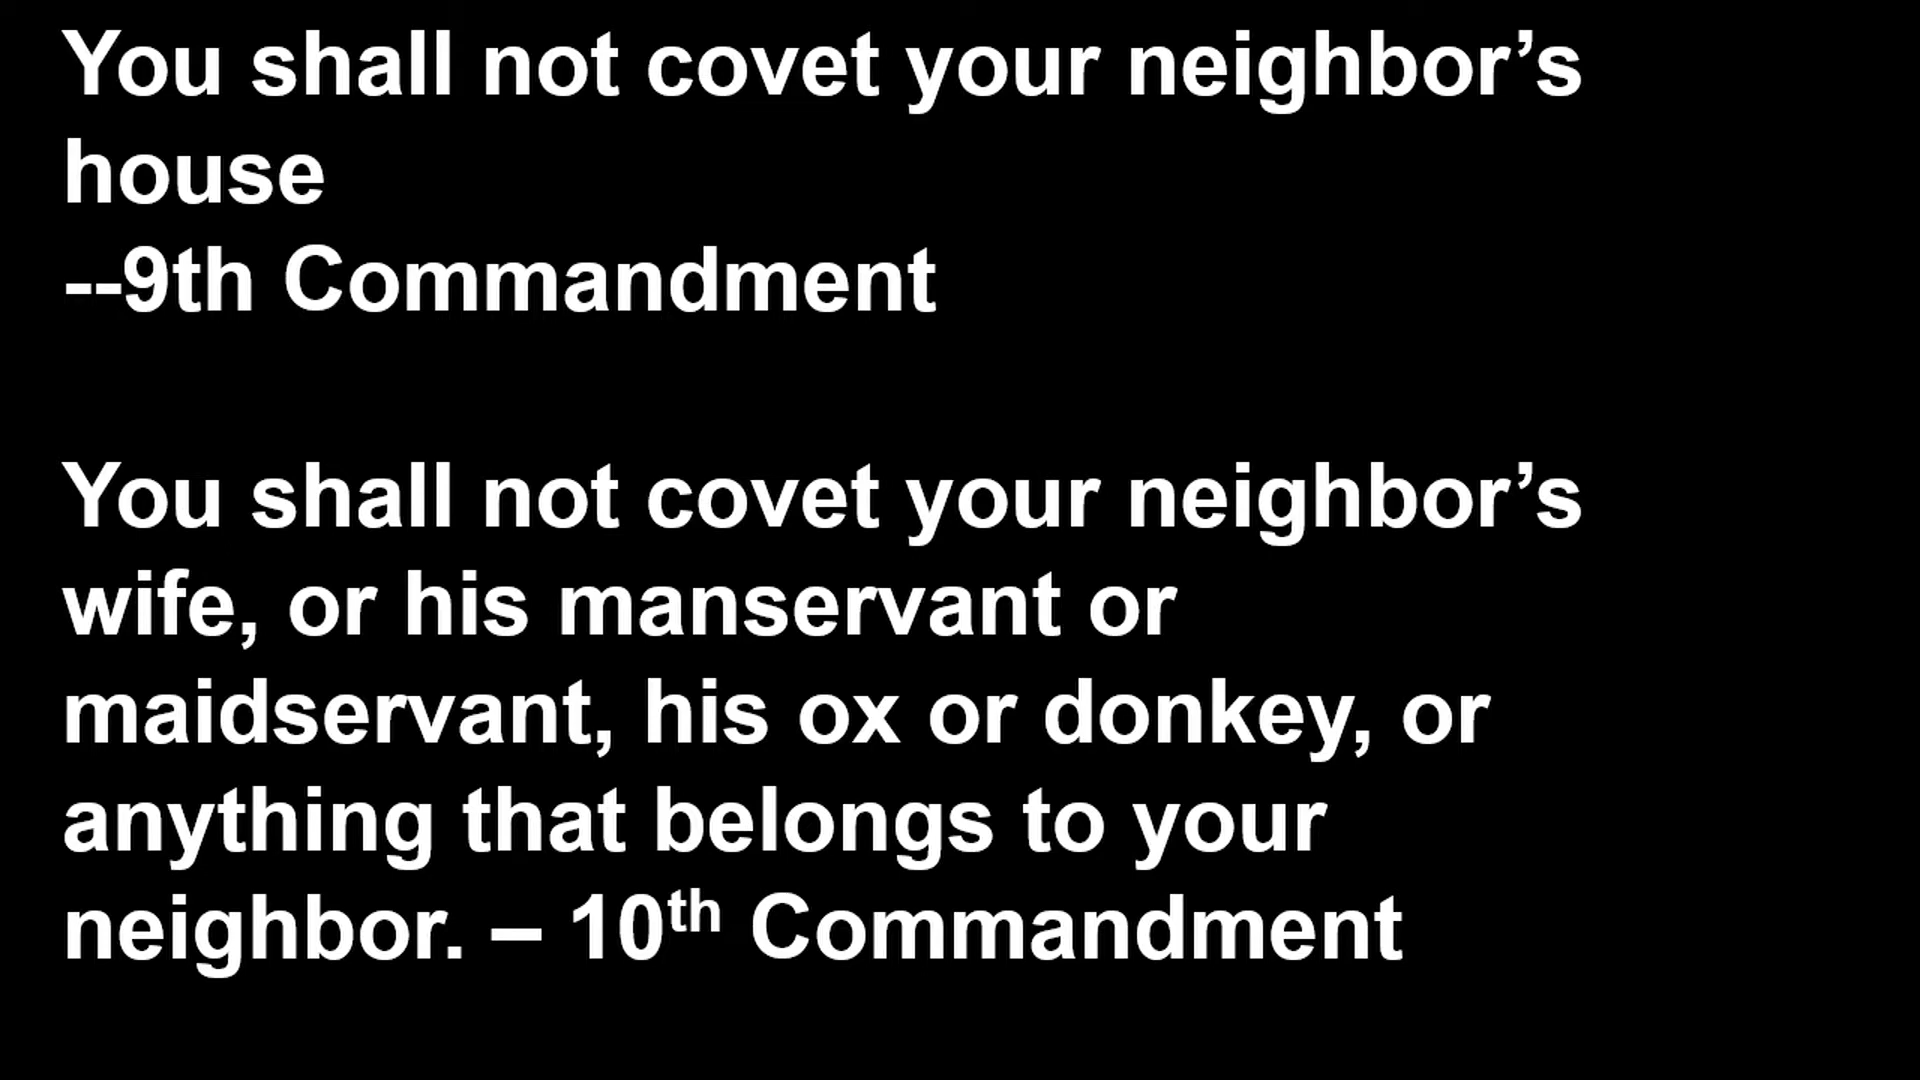 You shall not covet your neighbor’s
house
--9th Commandment
You shall not covet your neighbor’s
wife, or his manservant or
maidservant, his ox or donkey, or
anything that belongs to your
neighbor. – 10th Commandment